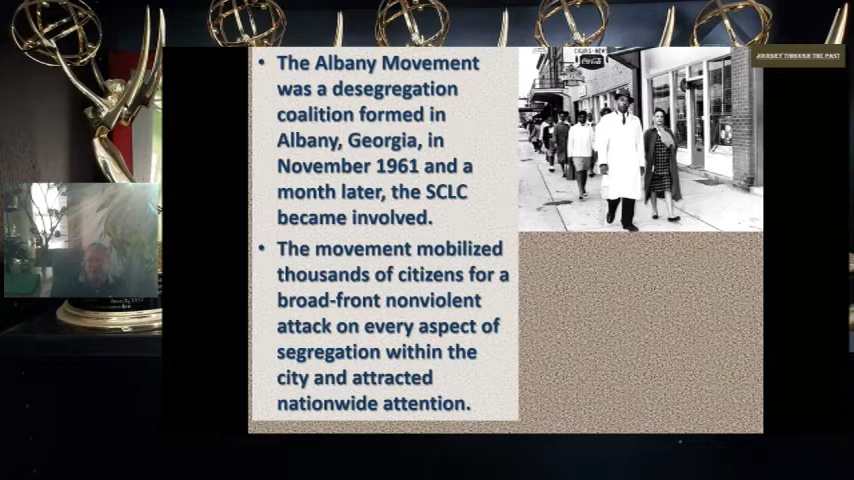 • The Albany Movement
was a desegregation
coalition formed in
Albany, Georgia, in
November 1961 and a
month later, the SCLC
became involved.
• The movement mobilized
thousands of citizens for a
broad-front nonviolent
attack on every aspect of
segregation within the
city and attracted
nationwide attention.
Coca-Cola
JOURNEY THROUGH THE PAST